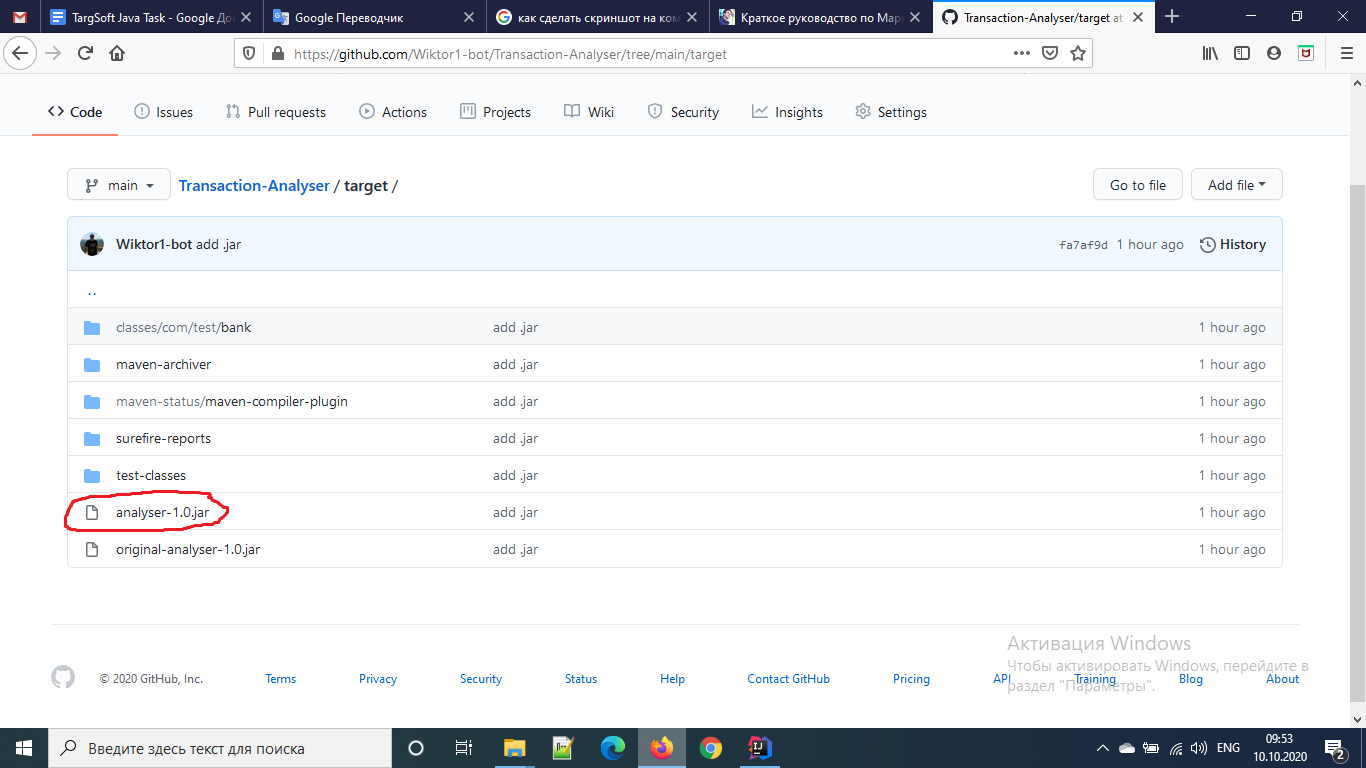 TargSoft Java Task - Google До
Google Переводчик
как сделать скриншот на ком
Краткое руководство по Марк
Transaction-Analyser/target at
https://github.com/Wiktor1-bot/Transaction-Analyser/tree/main/target
Code Issues Pull requests Actions Projects Wiki Security Insights Settings
main Transaction-Analyser / target / Go to file Add file
Wiktor1-bot add .jar fa7af9d 1 hour ago History
..
classes/com/test/bank add .jar 1 hour ago
maven-archiver add .jar 1 hour ago
maven-status/maven-compiler-plugin add .jar 1 hour ago
surefire-reports add .jar 1 hour ago
test-classes add .jar 1 hour ago
analyser-1.0.jar add .jar 1 hour ago
original-analyser-1.0.jar add .jar 1 hour ago
Активация Windows
Чтобы активировать Windows, перейдите в
раздел "Параметры".
© 2020 GitHub, Inc. Terms Privacy Security Status Help Contact GitHub Pricing API Training Blog About
Введите здесь текст для поиска
ENG
09:53
10.10.2020
2